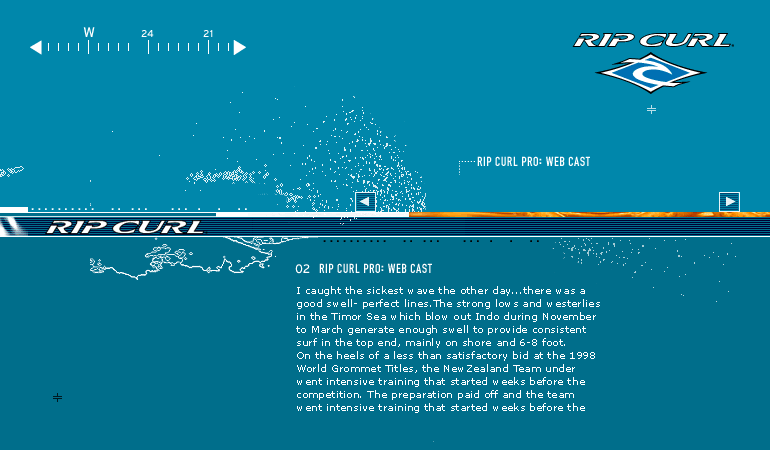 W 24 21
RIP CURL
RIP CURL PRO: WEB CAST
RIP CURL
02 RIP CURL PRO: WEB CAST
I caught the sickest wave the other day...there was a
good swell- perfect lines.The strong lows and westerlies
in the Timor Sea which blow out Indo during November
to March generate enough swell to provide consistent
surf in the top end, mainly on shore and 6-8 foot.
On the heels of a less than satisfactory bid at the 1998
World Grommet Titles, the New Zealand Team under
went intensive training that started weeks before the
competition. The preparation paid off and the team
went intensive training that started weeks before the